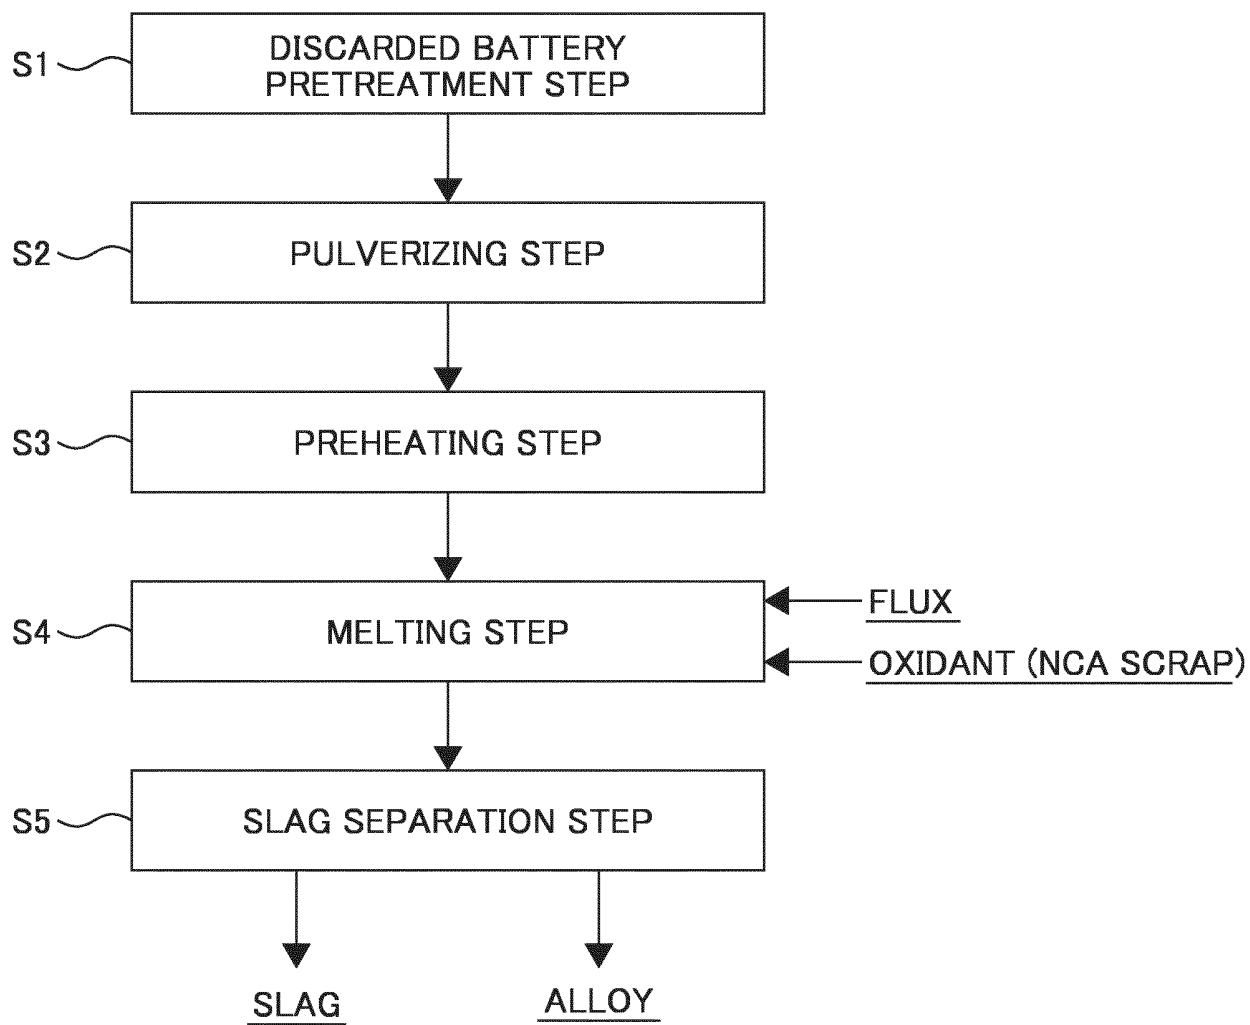 S1
DISCARDED BATTERY
PRETREATMENT STEP
S2
PULVERIZING STEP
S3
PREHEATING STEP
S4
MELTING STEP
FLUX
OXIDANT (NCA SCRAP)
S5
SLAG SEPARATION STEP
SLAG
ALLOY